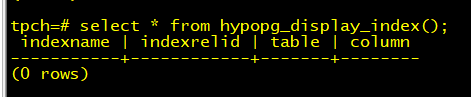 tpch=# select * from hypopg_display_index();
 indexname | indexrelid | table | column
-----------+------------+-------+--------
(0 rows)